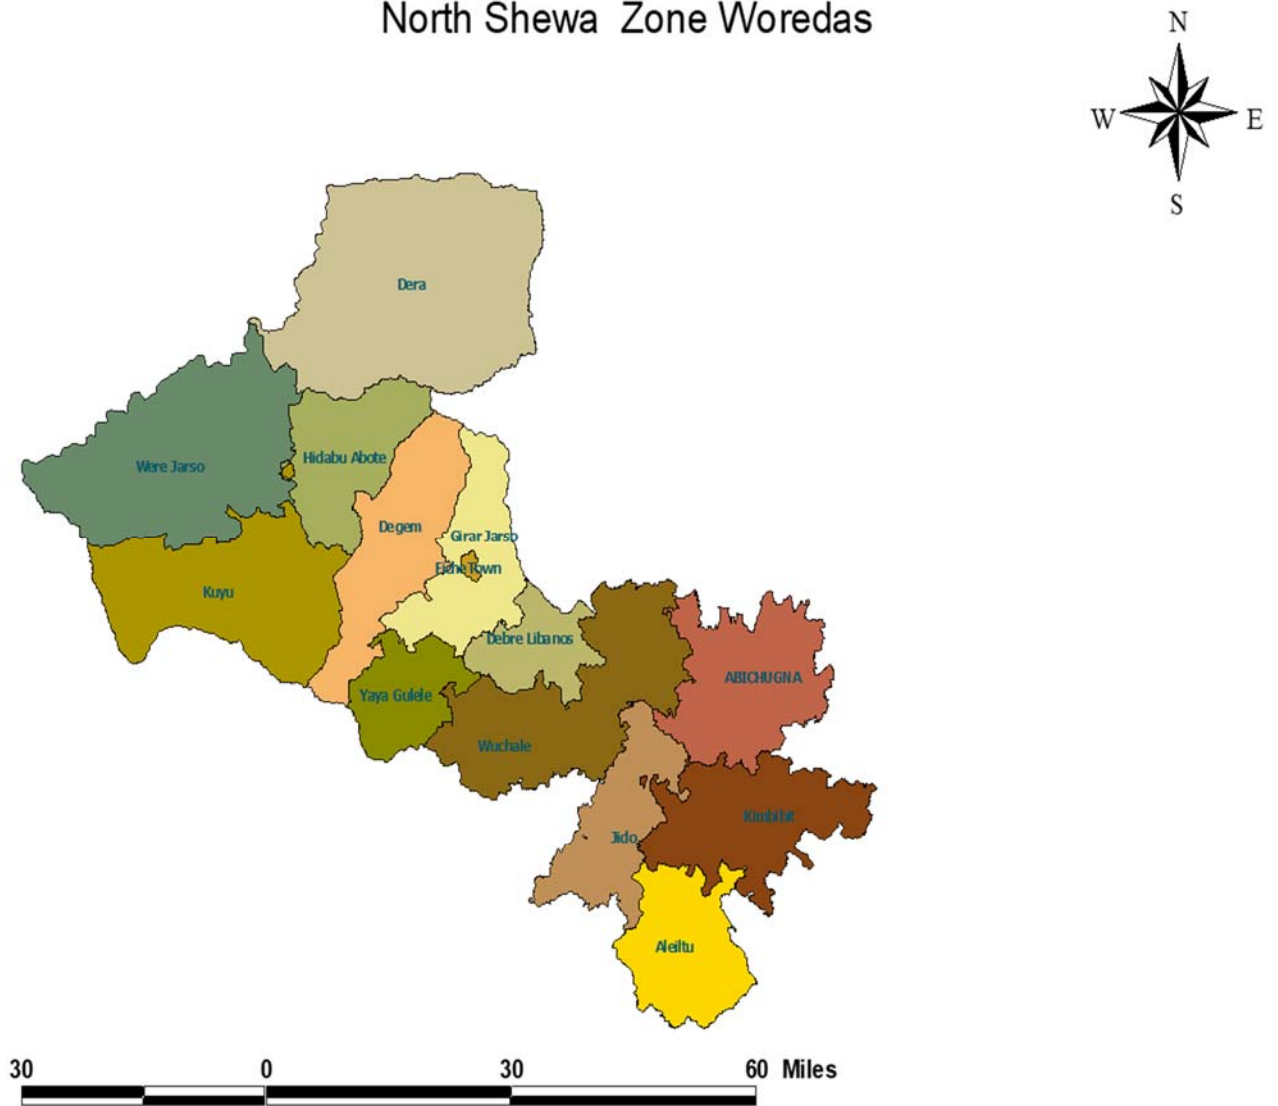 North Shewa Zone Woredas
N
W E
S
Dera
Hidabu Abote
Were Jarso
Degem
Girar Jarso
Fiche Town
Kuyu
Debre Libanos
ABICHUGNA
Yaya Gulele
Wuchale
Kimbibit
Jido
Aleiltu
30 0 30 60 Miles